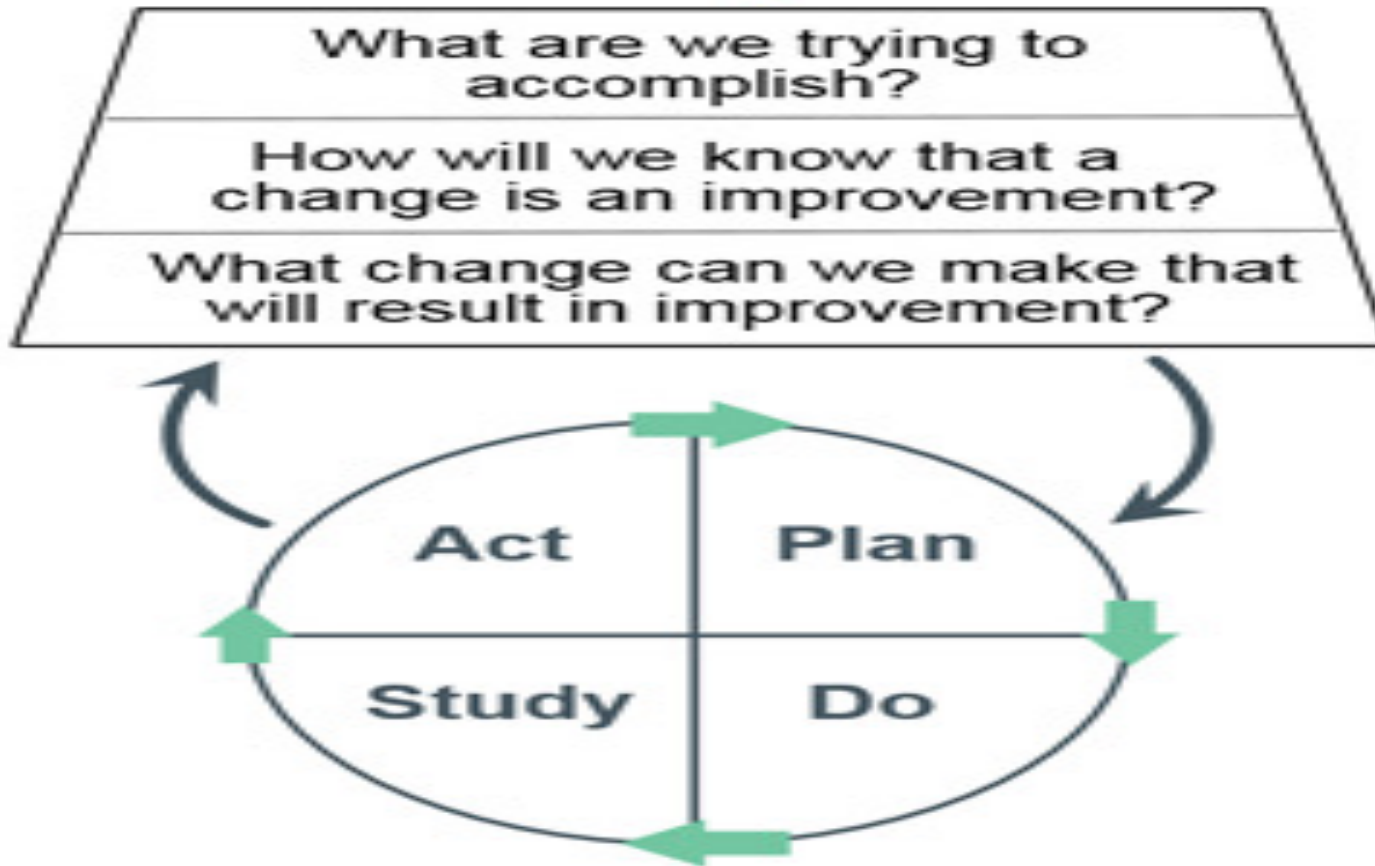 What are we trying to
accomplish?
How will we know that a
change is an improvement?
What change can we make that
will result in improvement?
Act
Plan
Study
Do